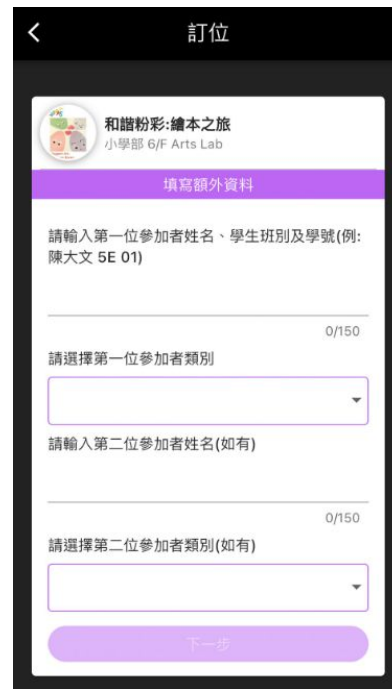 訂位
和諧粉彩:繪本之旅
小學部 6/F Arts Lab
填寫額外資料
請輸入第一位參加者姓名、學生班別及學號(例:
陳大文 5E 01)
0/150
請選擇第一位參加者類別
請輸入第二位參加者姓名(如有)
0/150
請選擇第二位參加者類別(如有)
下一步